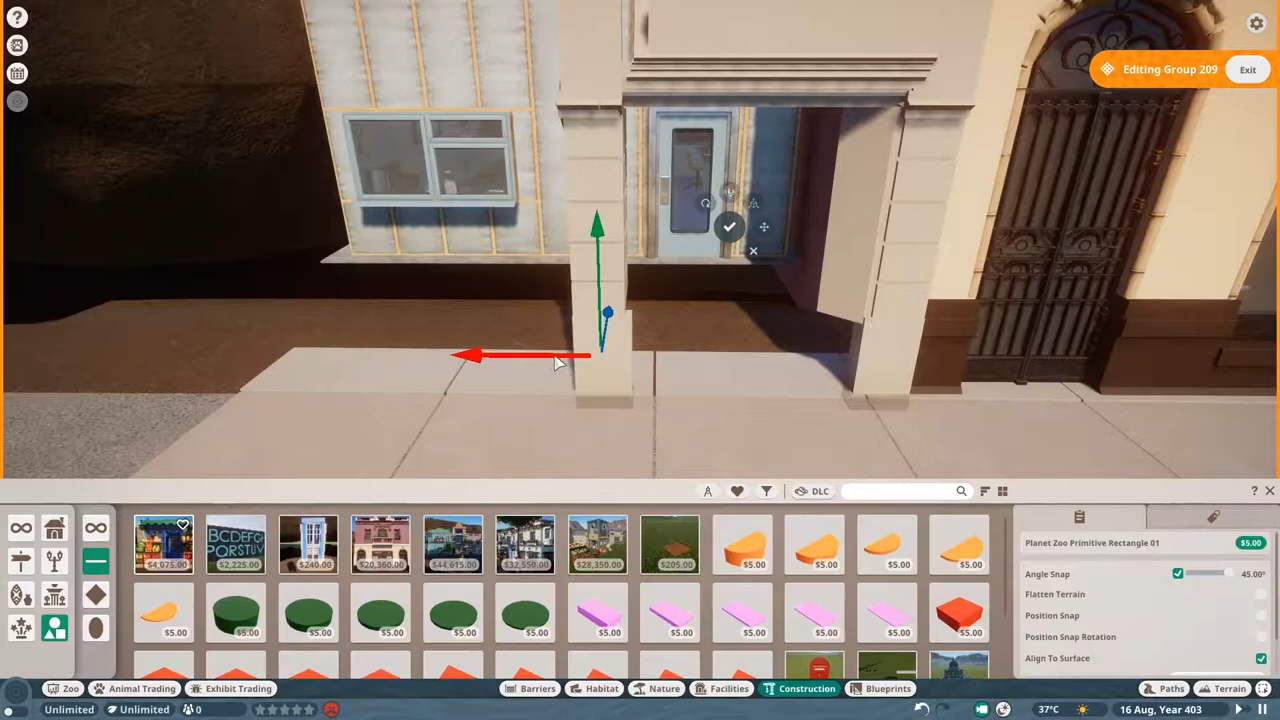 ?
Editing Group 209 Exit
DLC
? ×
$4,075.00 $2,225.00 $240.00 $20,360.00 $44,615.00 $32,550.00 $28,350.00 $205.00 $5.00 $5.00 $5.00 $5.00
$5.00 $5.00 $5.00 $5.00 $5.00 $5.00 $5.00 $5.00 $5.00 $5.00 $5.00 $5.00
Planet Zoo Primitive Rectangle 01 $5.00
Angle Snap 45.00°
Flatten Terrain
Position Snap
Position Snap Rotation
Align To Surface
Zoo Animal Trading Exhibit Trading Barriers Habitat Nature Facilities Construction Blueprints Paths Terrain
Unlimited Unlimited 0 37°C 16 Aug, Year 403